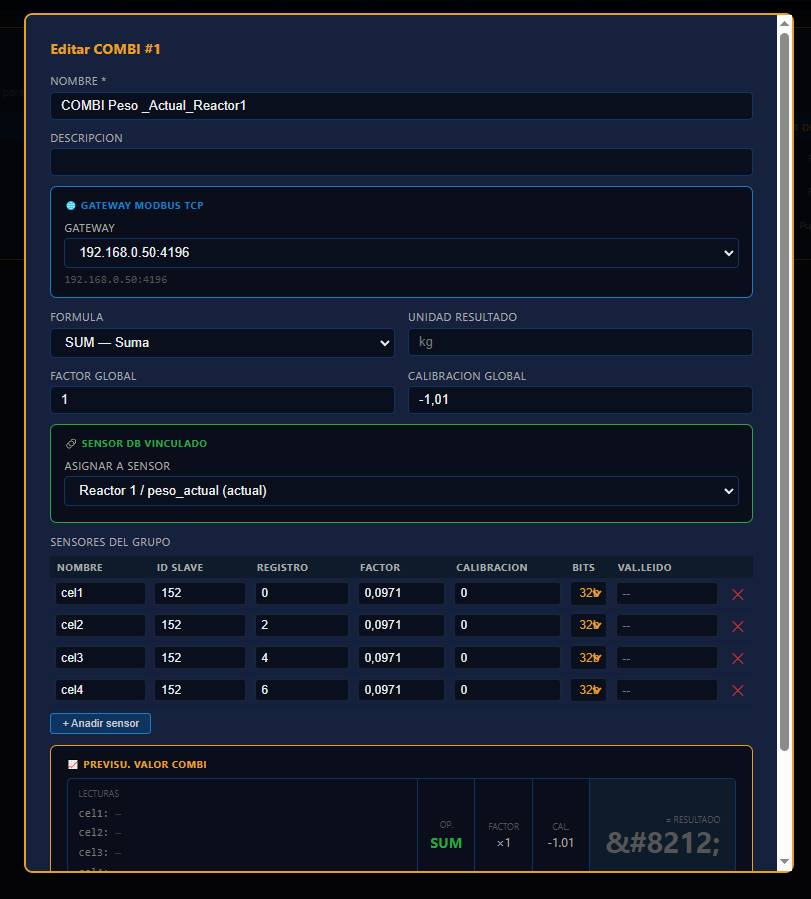 Editar COMBI #1
NOMBRE *
COMBI Peso _Actual_Reactor1
DESCRIPCION
GATEWAY MODBUS TCP
GATEWAY
192.168.0.50:4196
192.168.0.50:4196
FORMULA UNIDAD RESULTADO
SUM — Suma kg
FACTOR GLOBAL CALIBRACION GLOBAL
1 -1,01
SENSOR DB VINCULADO
ASIGNAR A SENSOR
Reactor 1 / peso_actual (actual)
SENSORES DEL GRUPO
NOMBRE ID SLAVE REGISTRO FACTOR CALIBRACION BITS VAL.LEIDO
cel1 152 0 0,0971 0 32b --
cel2 152 2 0,0971 0 32b --
cel3 152 4 0,0971 0 32b --
cel4 152 6 0,0971 0 32b --
+ Anadir sensor
PREVISU. VALOR COMBI
LECTURAS
cel1: —
cel2: —
cel3: —
OP. FACTOR CAL. = RESULTADO
SUM ×1 -1.01 &#8212;